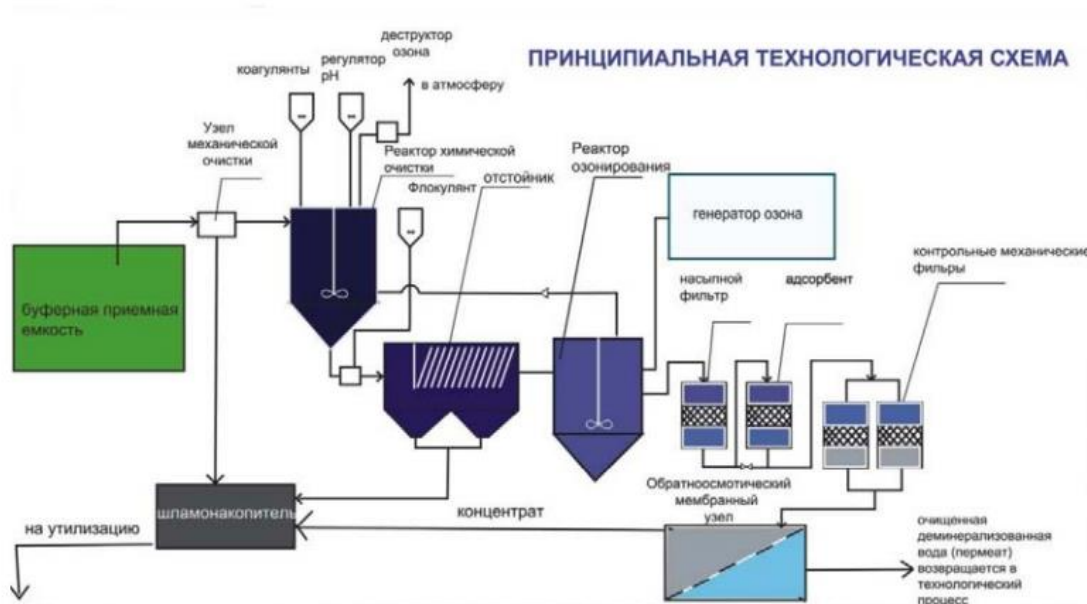 ПРИНЦИПИАЛЬНАЯ ТЕХНОЛОГИЧЕСКАЯ СХЕМА
деструктор
озона
регулятор
pH
коагулянты
в атмосферу
Узел
механической
очистки
Реактор химической
очистки
Флокулянт
отстойник
Реактор
озонирования
генератор озона
контрольные механические
фильры
насыпной
фильтр
адсорбент
буферная приемная
емкость
Обратноосмотический
мембранный
узел
шламонакопитель
концентрат
на утилизацию
очищенная
деминерализованная
вода (пермеат)
возвращается в
технологический
процесс